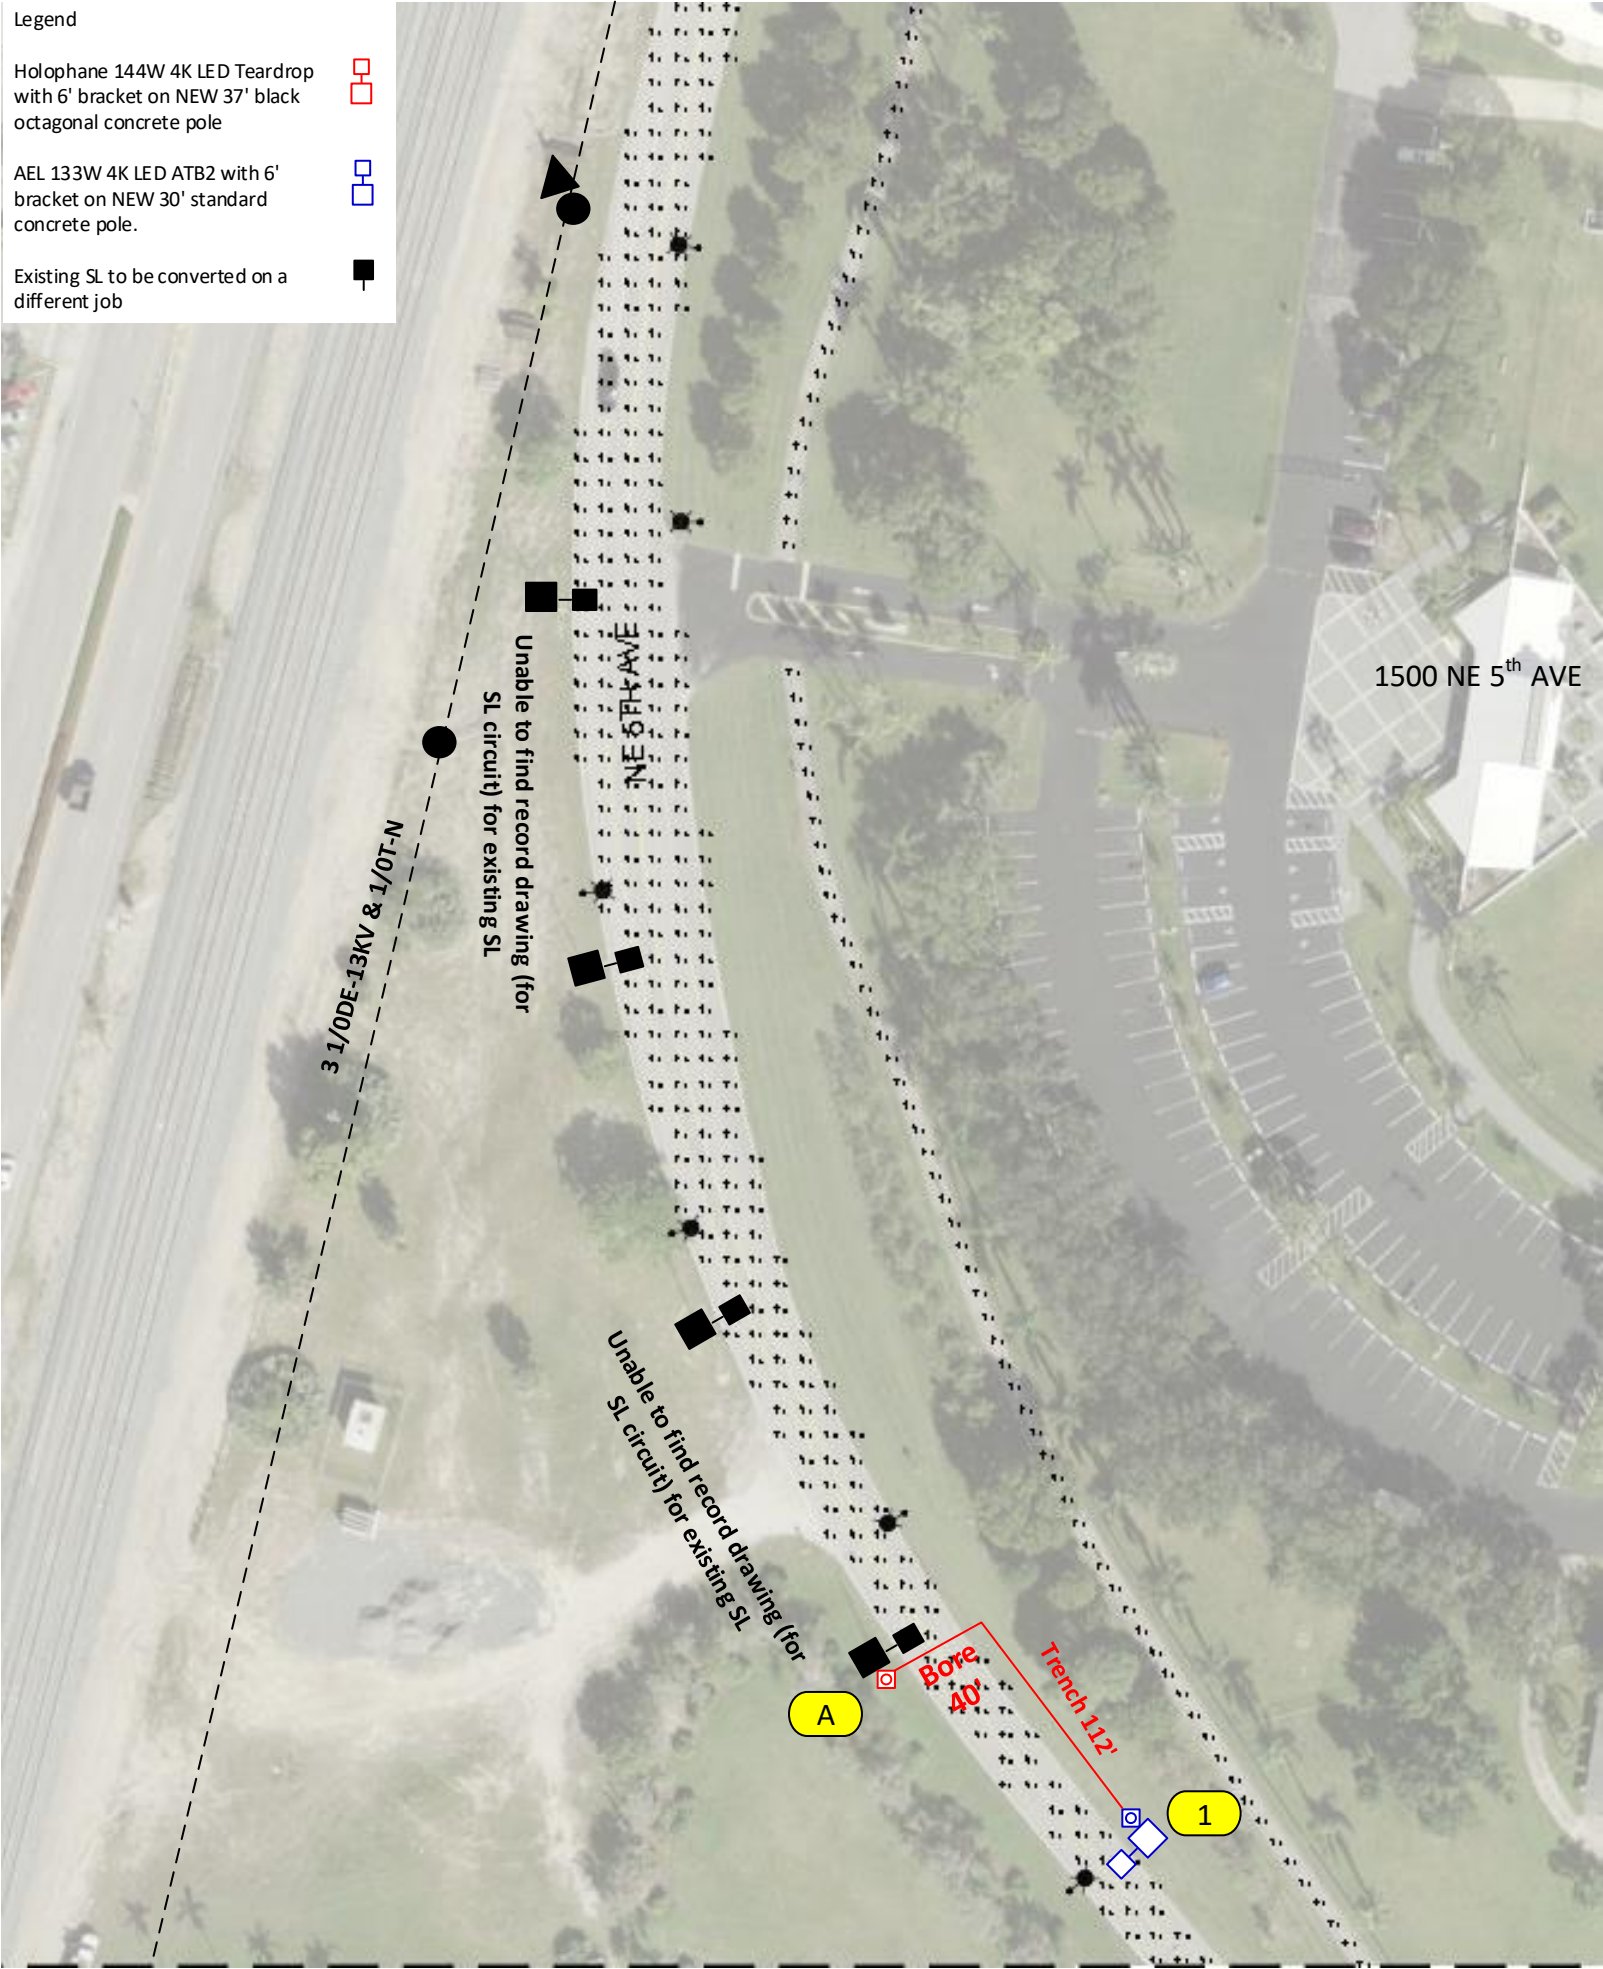 Legend
Holophane 144W 4K LED Teardrop
with 6' bracket on NEW 37' black
octagonal concrete pole
AEL 133W 4K LED ATB2 with 6'
bracket on NEW 30' standard
concrete pole.
Existing SL to be converted on a
different job
NE 5TH AVE
1500 NE 5th AVE
Unable to find record drawing (for
SL circuit) for existing SL
3 1/0DE-13KV & 1/0T-N
Unable to find record drawing (for
SL circuit) for existing SL
Bore
40'
Trench 112'
A
1